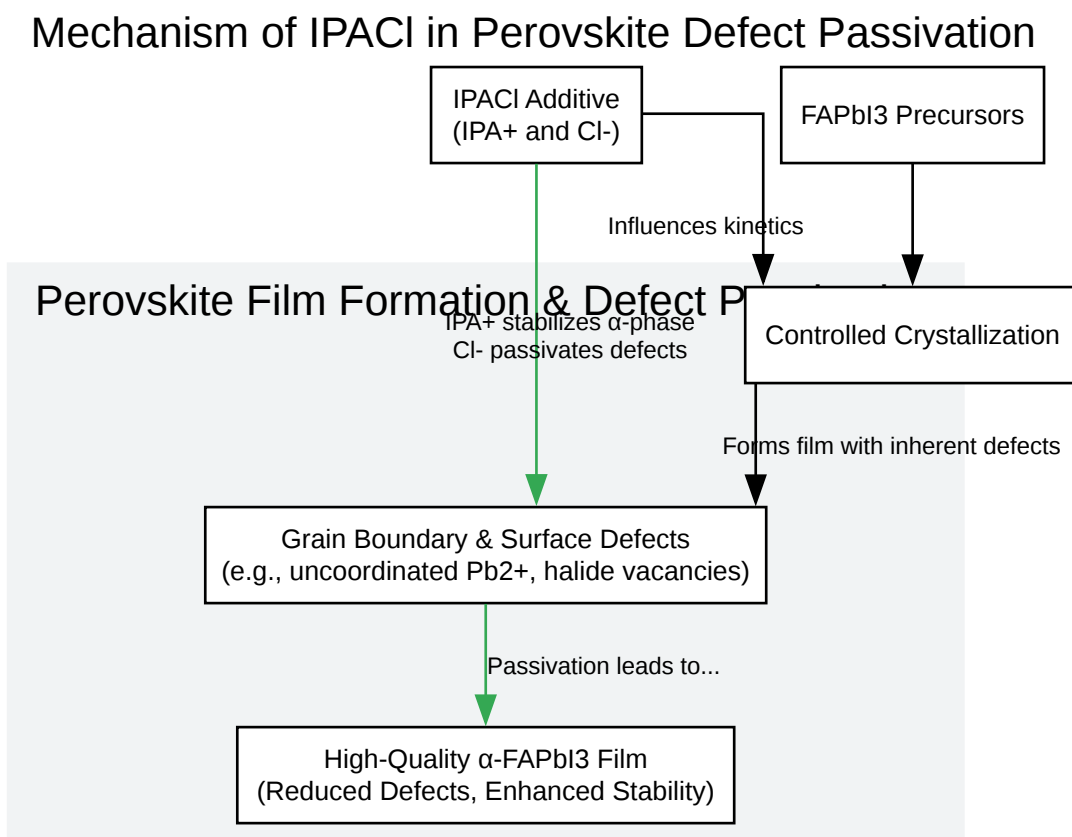 Mechanism of IPACl in Perovskite Defect Passivation
IPACl Additive
(IPA+ and Cl-)
FAPbI3 Precursors
Influences kinetics
Perovskite Film Formation & Defect
IPA+ stabilizes α-phase
Cl- passivates defects
Controlled Crystallization
Forms film with inherent defects
Grain Boundary & Surface Defects
(e.g., uncoordinated Pb2+, halide vacancies)
Passivation leads to...
High-Quality α-FAPbI3 Film
(Reduced Defects, Enhanced Stability)